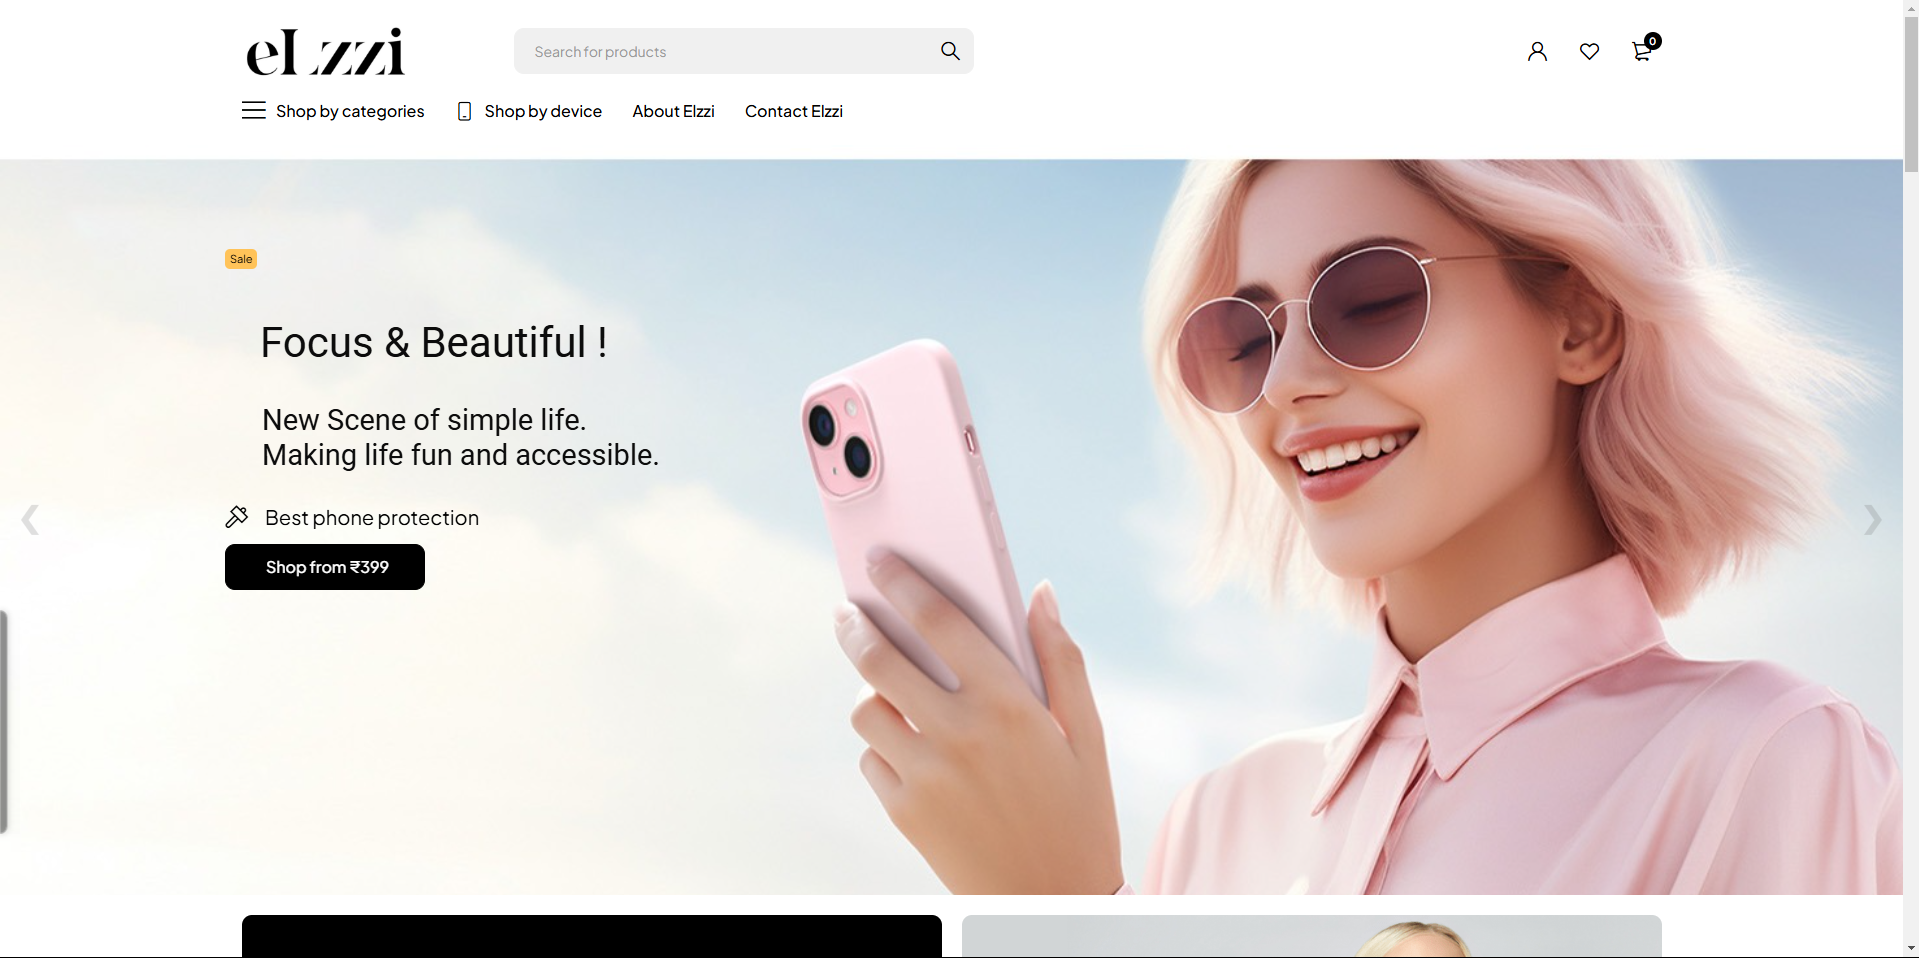 eLzzi
Search for products
0
Shop by categories
Shop by device
About Elzzi
Contact Elzzi
Sale
Focus & Beautiful !
New Scene of simple life.
Making life fun and accessible.
Best phone protection
Shop from ₹399